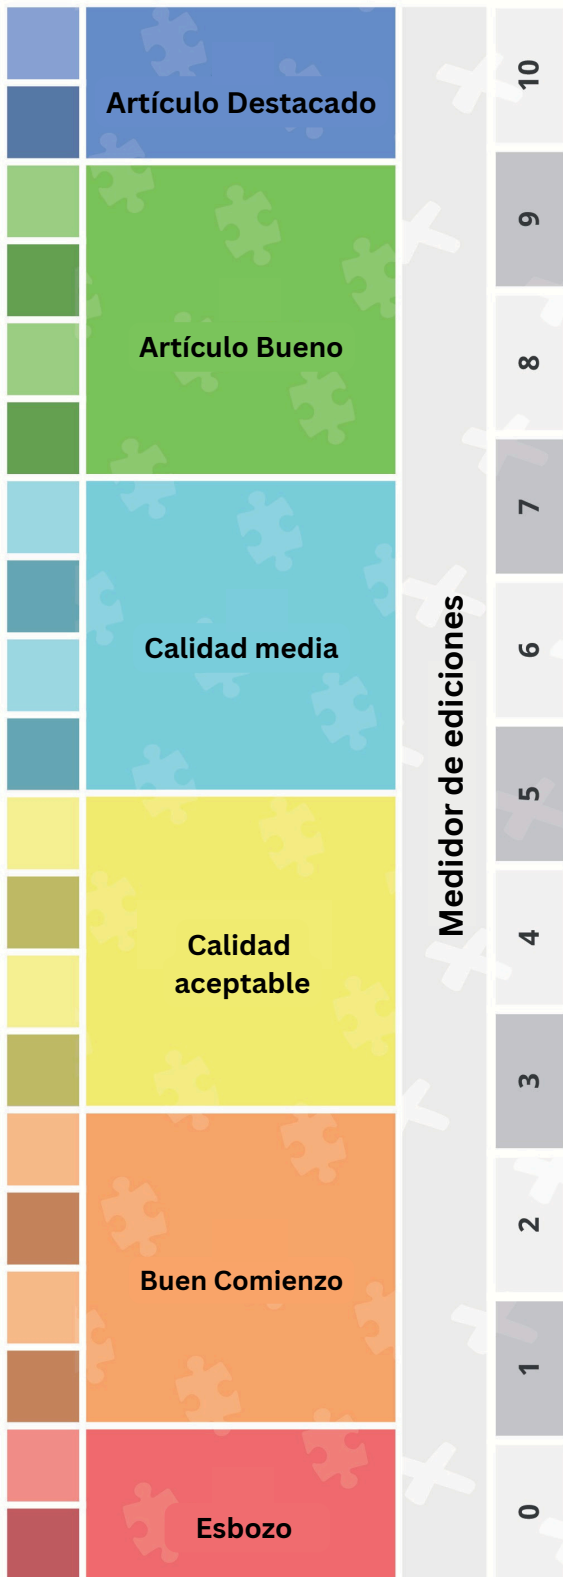 Artículo Destacado
Artículo Bueno
Calidad media
Calidad
aceptable
Buen Comienzo
Esbozo
Medidor de ediciones
10
9
8
7
6
5
4
3
2
1
0